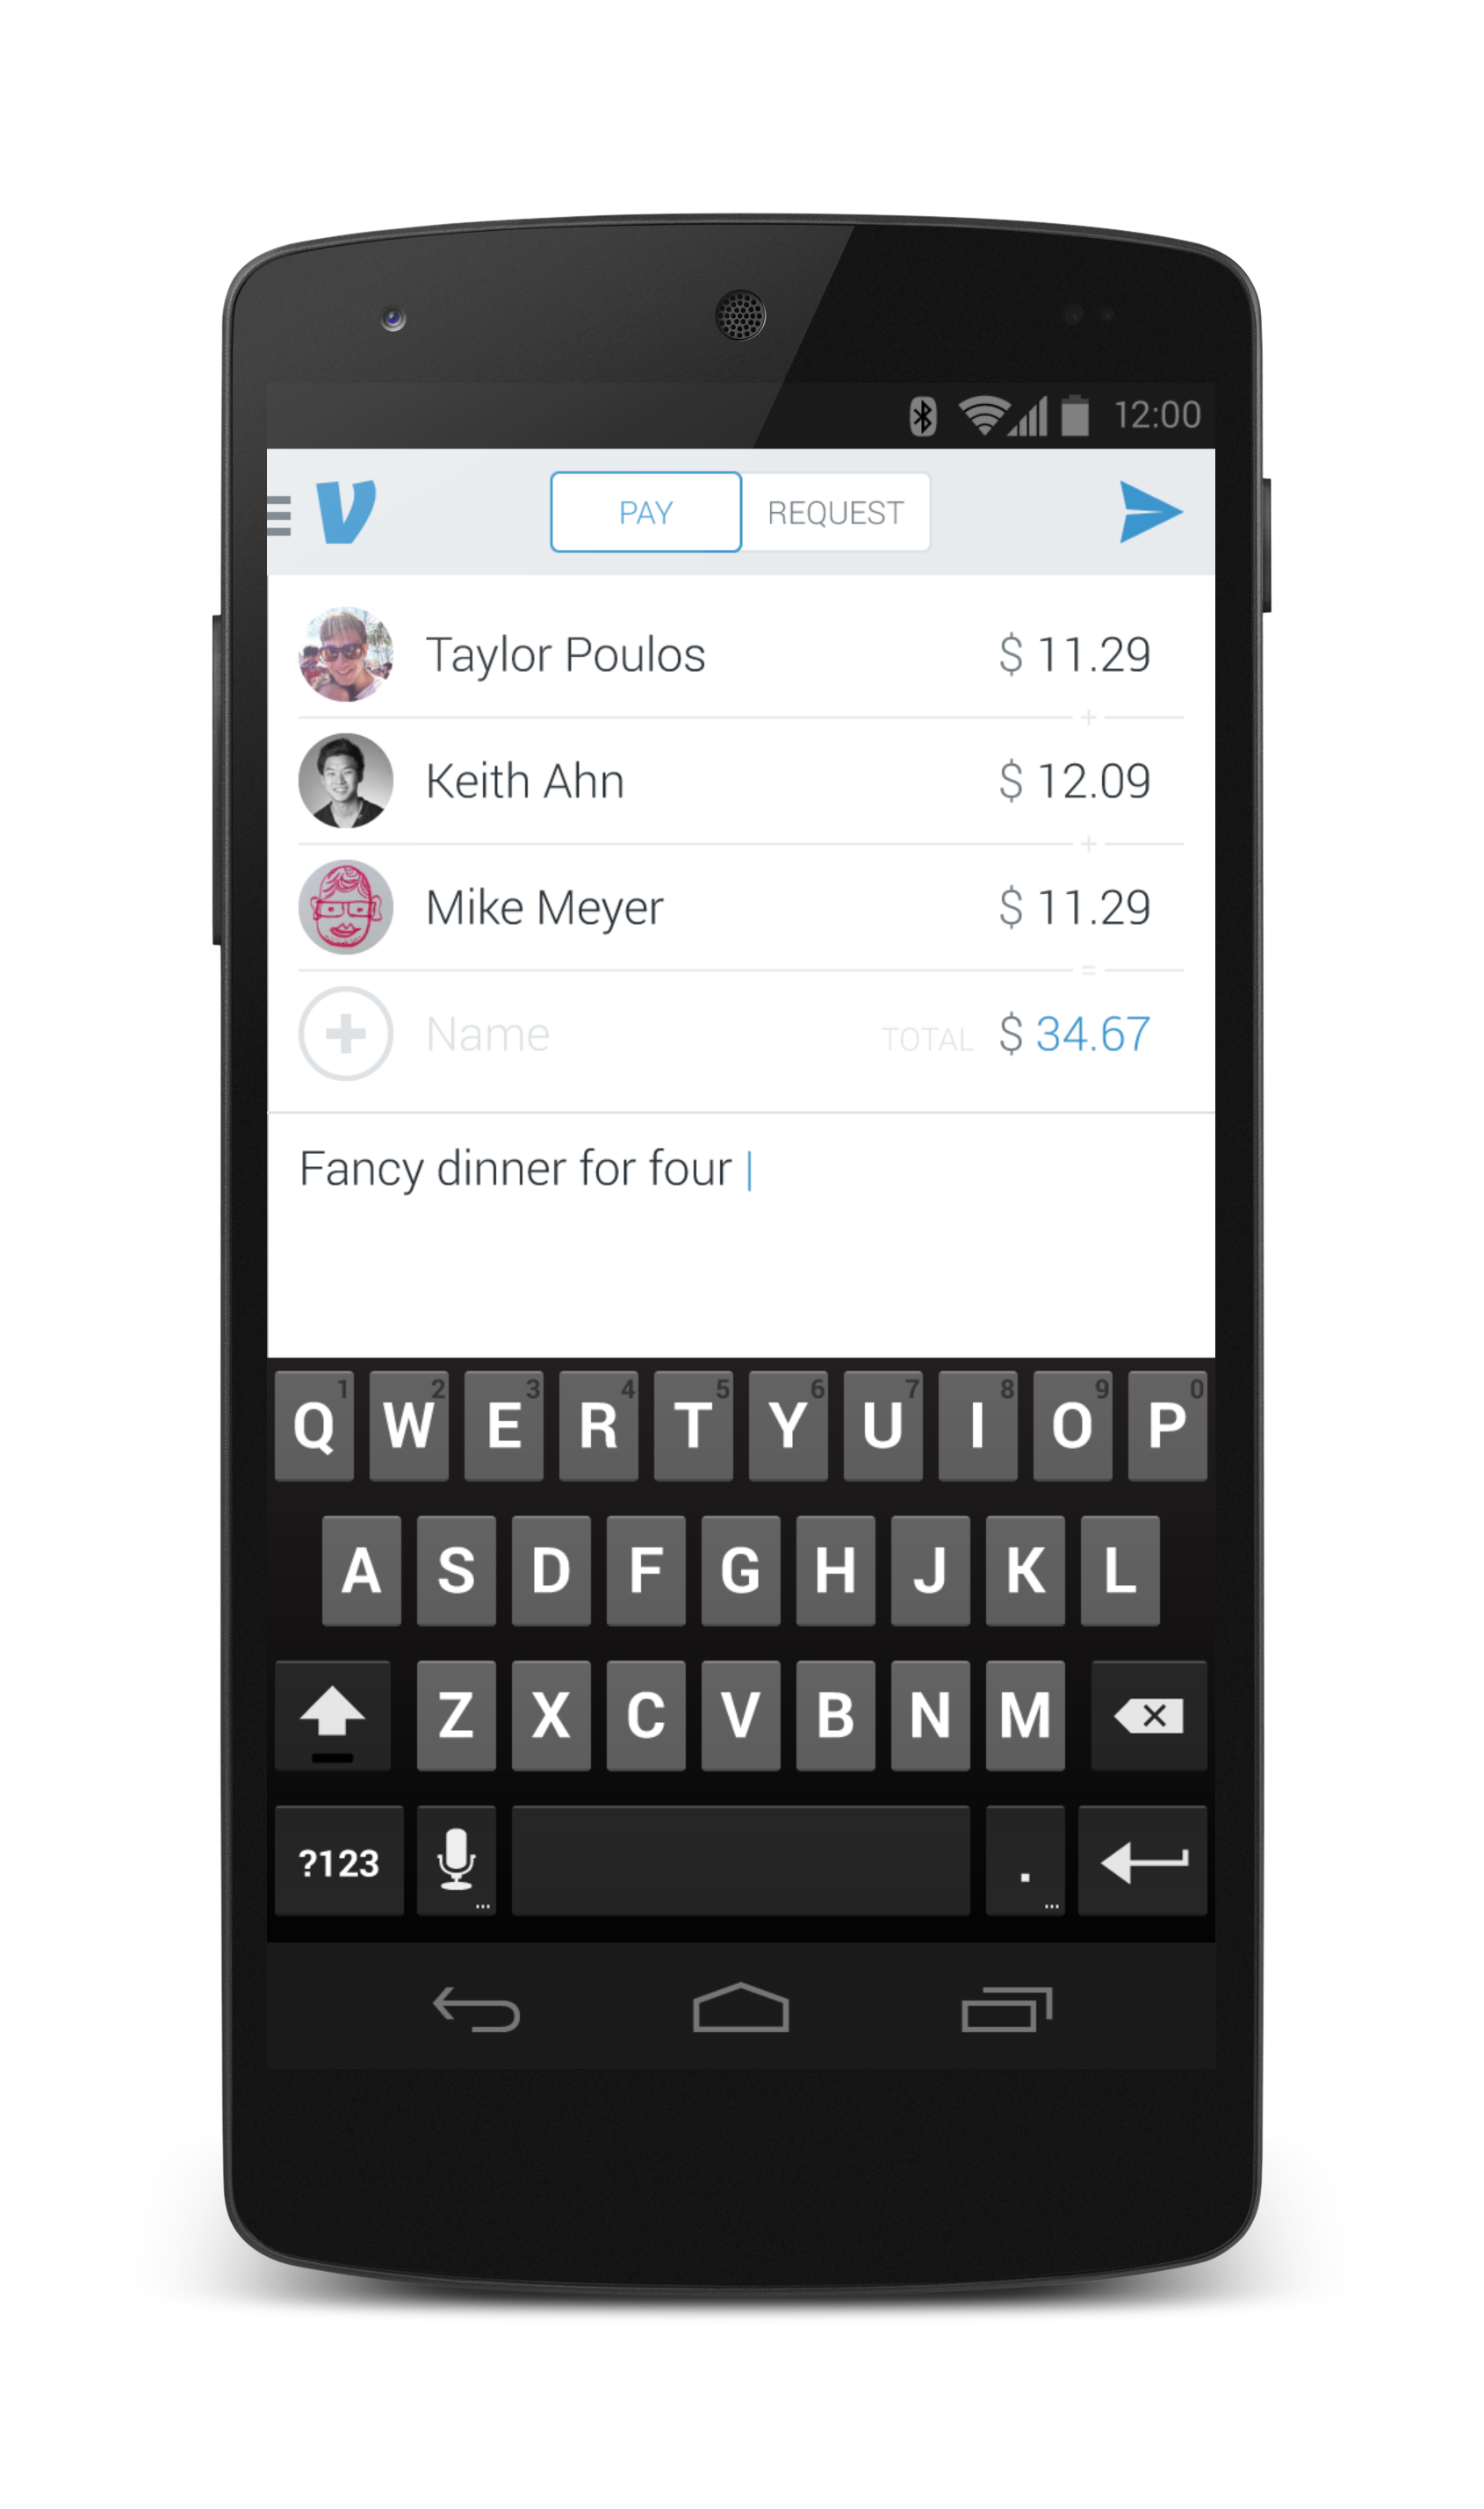 12:00
V PAY REQUEST
Taylor Poulos $ 11.29
+
Keith Ahn $ 12.09
+
Mike Meyer $ 11.29
=
Name TOTAL $ 34.67
Fancy dinner for four
1 2 3 4 5 6 7 8 9 0
Q W E R T Y U I O P
A S D F G H J K L
Z X C V B N M
?123 ... . ...